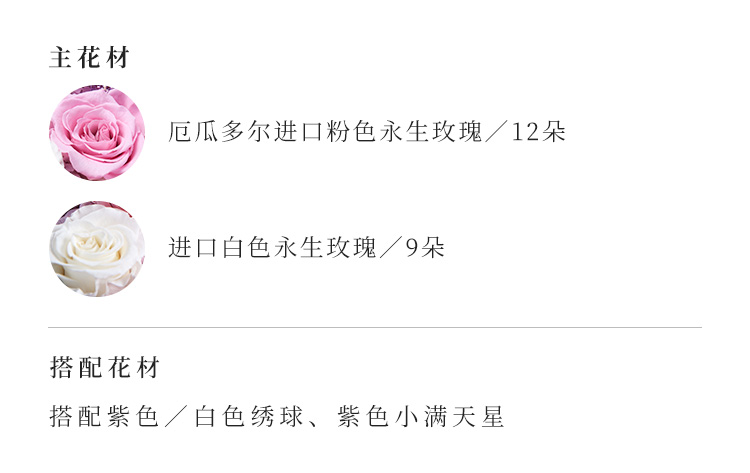 主花材
厄瓜多尔进口粉色永生玫瑰／12朵
进口白色永生玫瑰／9朵
搭配花材
搭配紫色／白色绣球、紫色小满天星